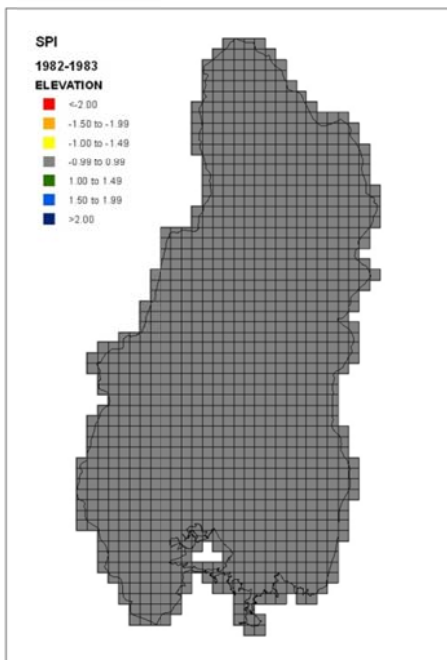 SPI
1982-1983
ELEVATION
<-2.00
-1.50 to -1.99
-1.00 to -1.49
-0.99 to 0.99
1.00 to 1.49
1.50 to 1.99
>2.00